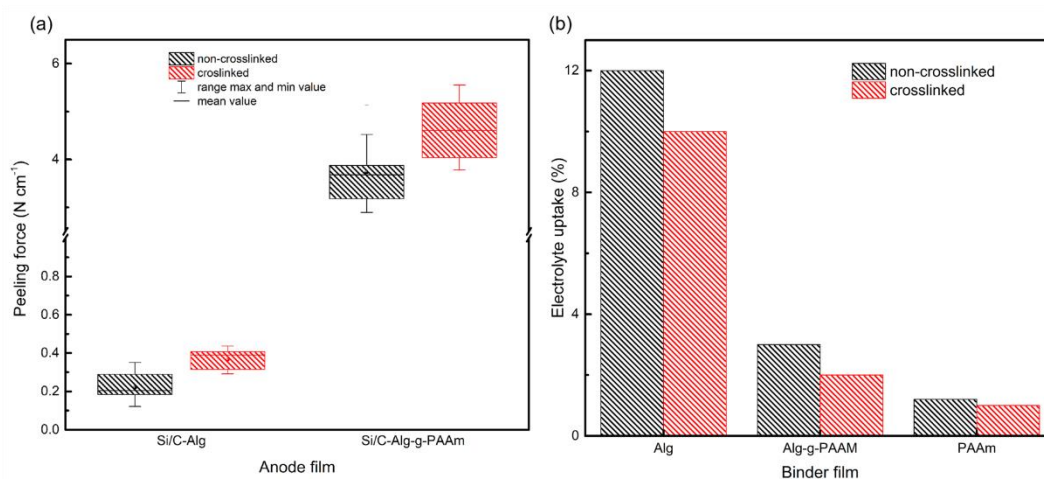 (a)
non-crosslinked
croslinked
range max and min value
mean value
6
4
0.8
0.6
0.4
0.2
0.0
Peeling force (N cm⁻¹)
Si/C-Alg
Si/C-Alg-g-PAAm
Anode film
(b)
non-crosslinked
crosslinked
12
8
4
0
Electrolyte uptake (%)
Alg
Alg-g-PAAM
PAAm
Binder film